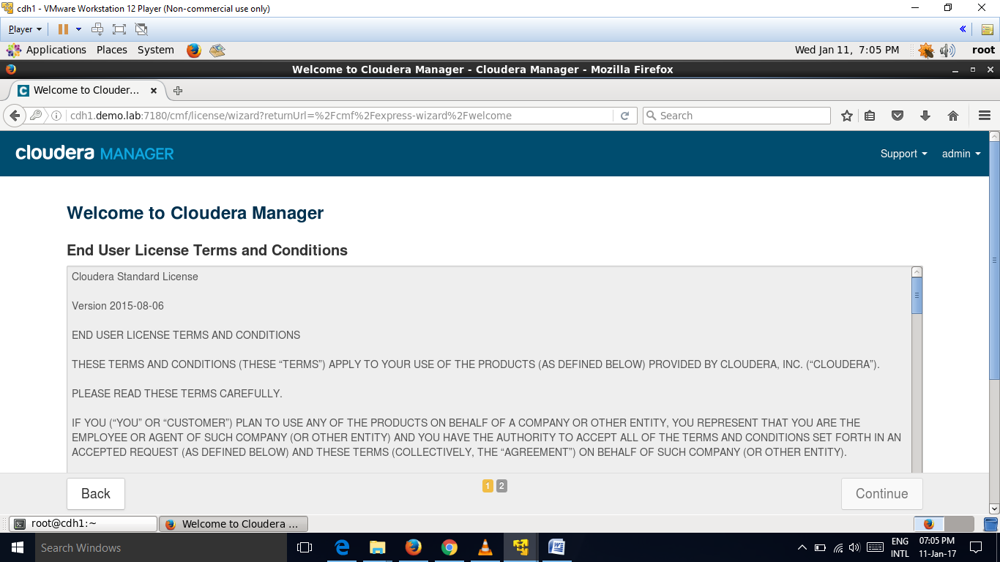 cdh1 - VMware Workstation 12 Player (Non-commercial use only)
Player
Applications Places System Wed Jan 11, 7:05 PM root
Welcome to Cloudera Manager - Cloudera Manager - Mozilla Firefox
C Welcome to Clouder...
cdh1.demo.lab:7180/cmf/license/wizard?returnUrl=%2Fcmf%2Fexpress-wizard%2Fwelcome Search
cloudera MANAGER Support admin
Welcome to Cloudera Manager
End User License Terms and Conditions
Cloudera Standard License
Version 2015-08-06
END USER LICENSE TERMS AND CONDITIONS
THESE TERMS AND CONDITIONS (THESE “TERMS”) APPLY TO YOUR USE OF THE PRODUCTS (AS DEFINED BELOW) PROVIDED BY CLOUDERA, INC. (“CLOUDERA”).
PLEASE READ THESE TERMS CAREFULLY.
IF YOU (“YOU” OR “CUSTOMER”) PLAN TO USE ANY OF THE PRODUCTS ON BEHALF OF A COMPANY OR OTHER ENTITY, YOU REPRESENT THAT YOU ARE THE
EMPLOYEE OR AGENT OF SUCH COMPANY (OR OTHER ENTITY) AND YOU HAVE THE AUTHORITY TO ACCEPT ALL OF THE TERMS AND CONDITIONS SET FORTH IN AN
ACCEPTED REQUEST (AS DEFINED BELOW) AND THESE TERMS (COLLECTIVELY, THE “AGREEMENT”) ON BEHALF OF SUCH COMPANY (OR OTHER ENTITY).
Back 1 2 Continue
root@cdh1:~ Welcome to Cloudera ...
Search Windows ENG 07:05 PM
INTL 11-Jan-17